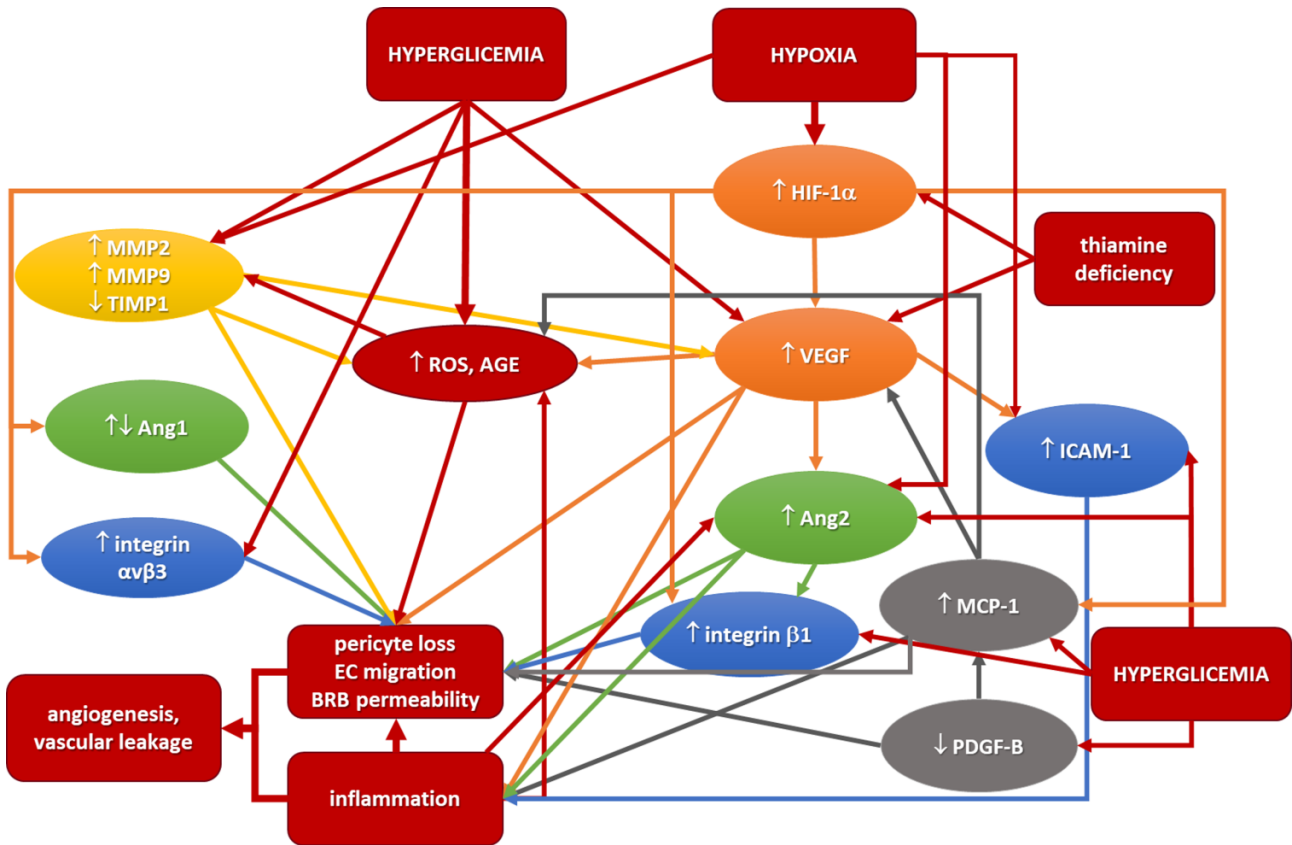 HYPERGLICEMIA
HYPOXIA
↑ HIF-1α
thiamine
deficiency
↑ MMP2
↑ MMP9
↓ TIMP1
↑ ROS, AGE
↑ VEGF
↑↓ Ang1
↑ ICAM-1
↑ Ang2
↑ integrin
αvβ3
↑ MCP-1
↑ integrin β1
pericyte loss
EC migration
BRB permeability
HYPERGLICEMIA
angiogenesis,
vascular leakage
↓ PDGF-B
inflammation